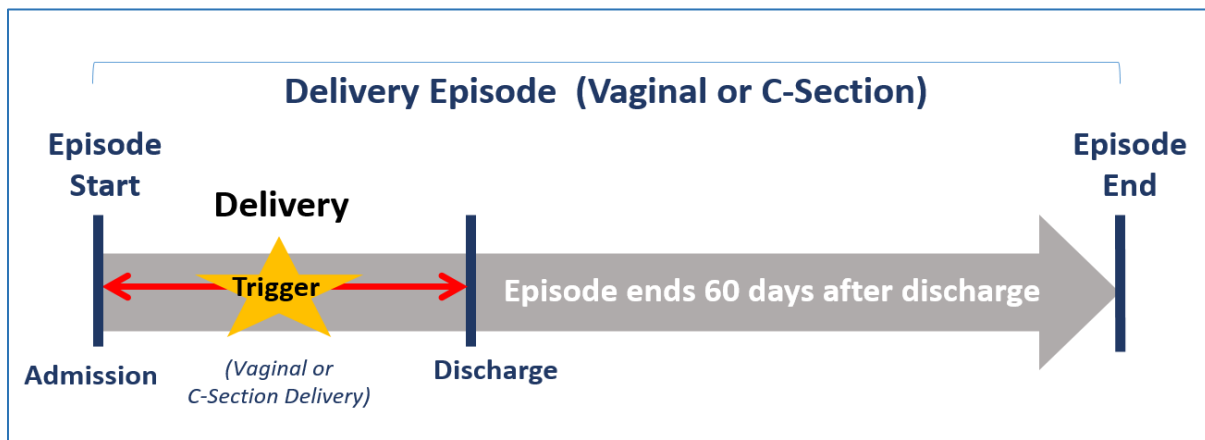 Delivery Episode (Vaginal or C-Section)
Episode
Start
Episode
End
Delivery
Trigger
Episode ends 60 days after discharge
Admission
(Vaginal or
C-Section Delivery)
Discharge